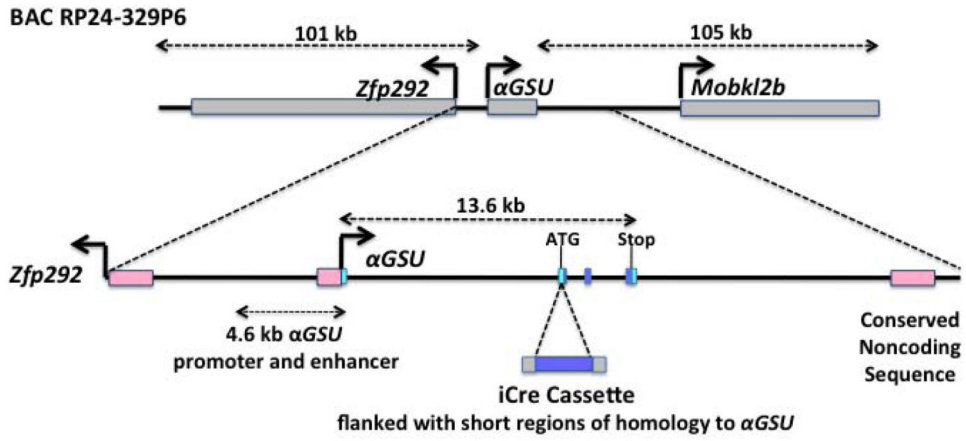 BAC RP24-329P6
101 kb
105 kb
Zfp292
αGSU
Mobkl2b
13.6 kb
ATG
Stop
Zfp292
αGSU
4.6 kb αGSU
promoter and enhancer
Conserved
Noncoding
Sequence
iCre Cassette
flanked with short regions of homology to αGSU